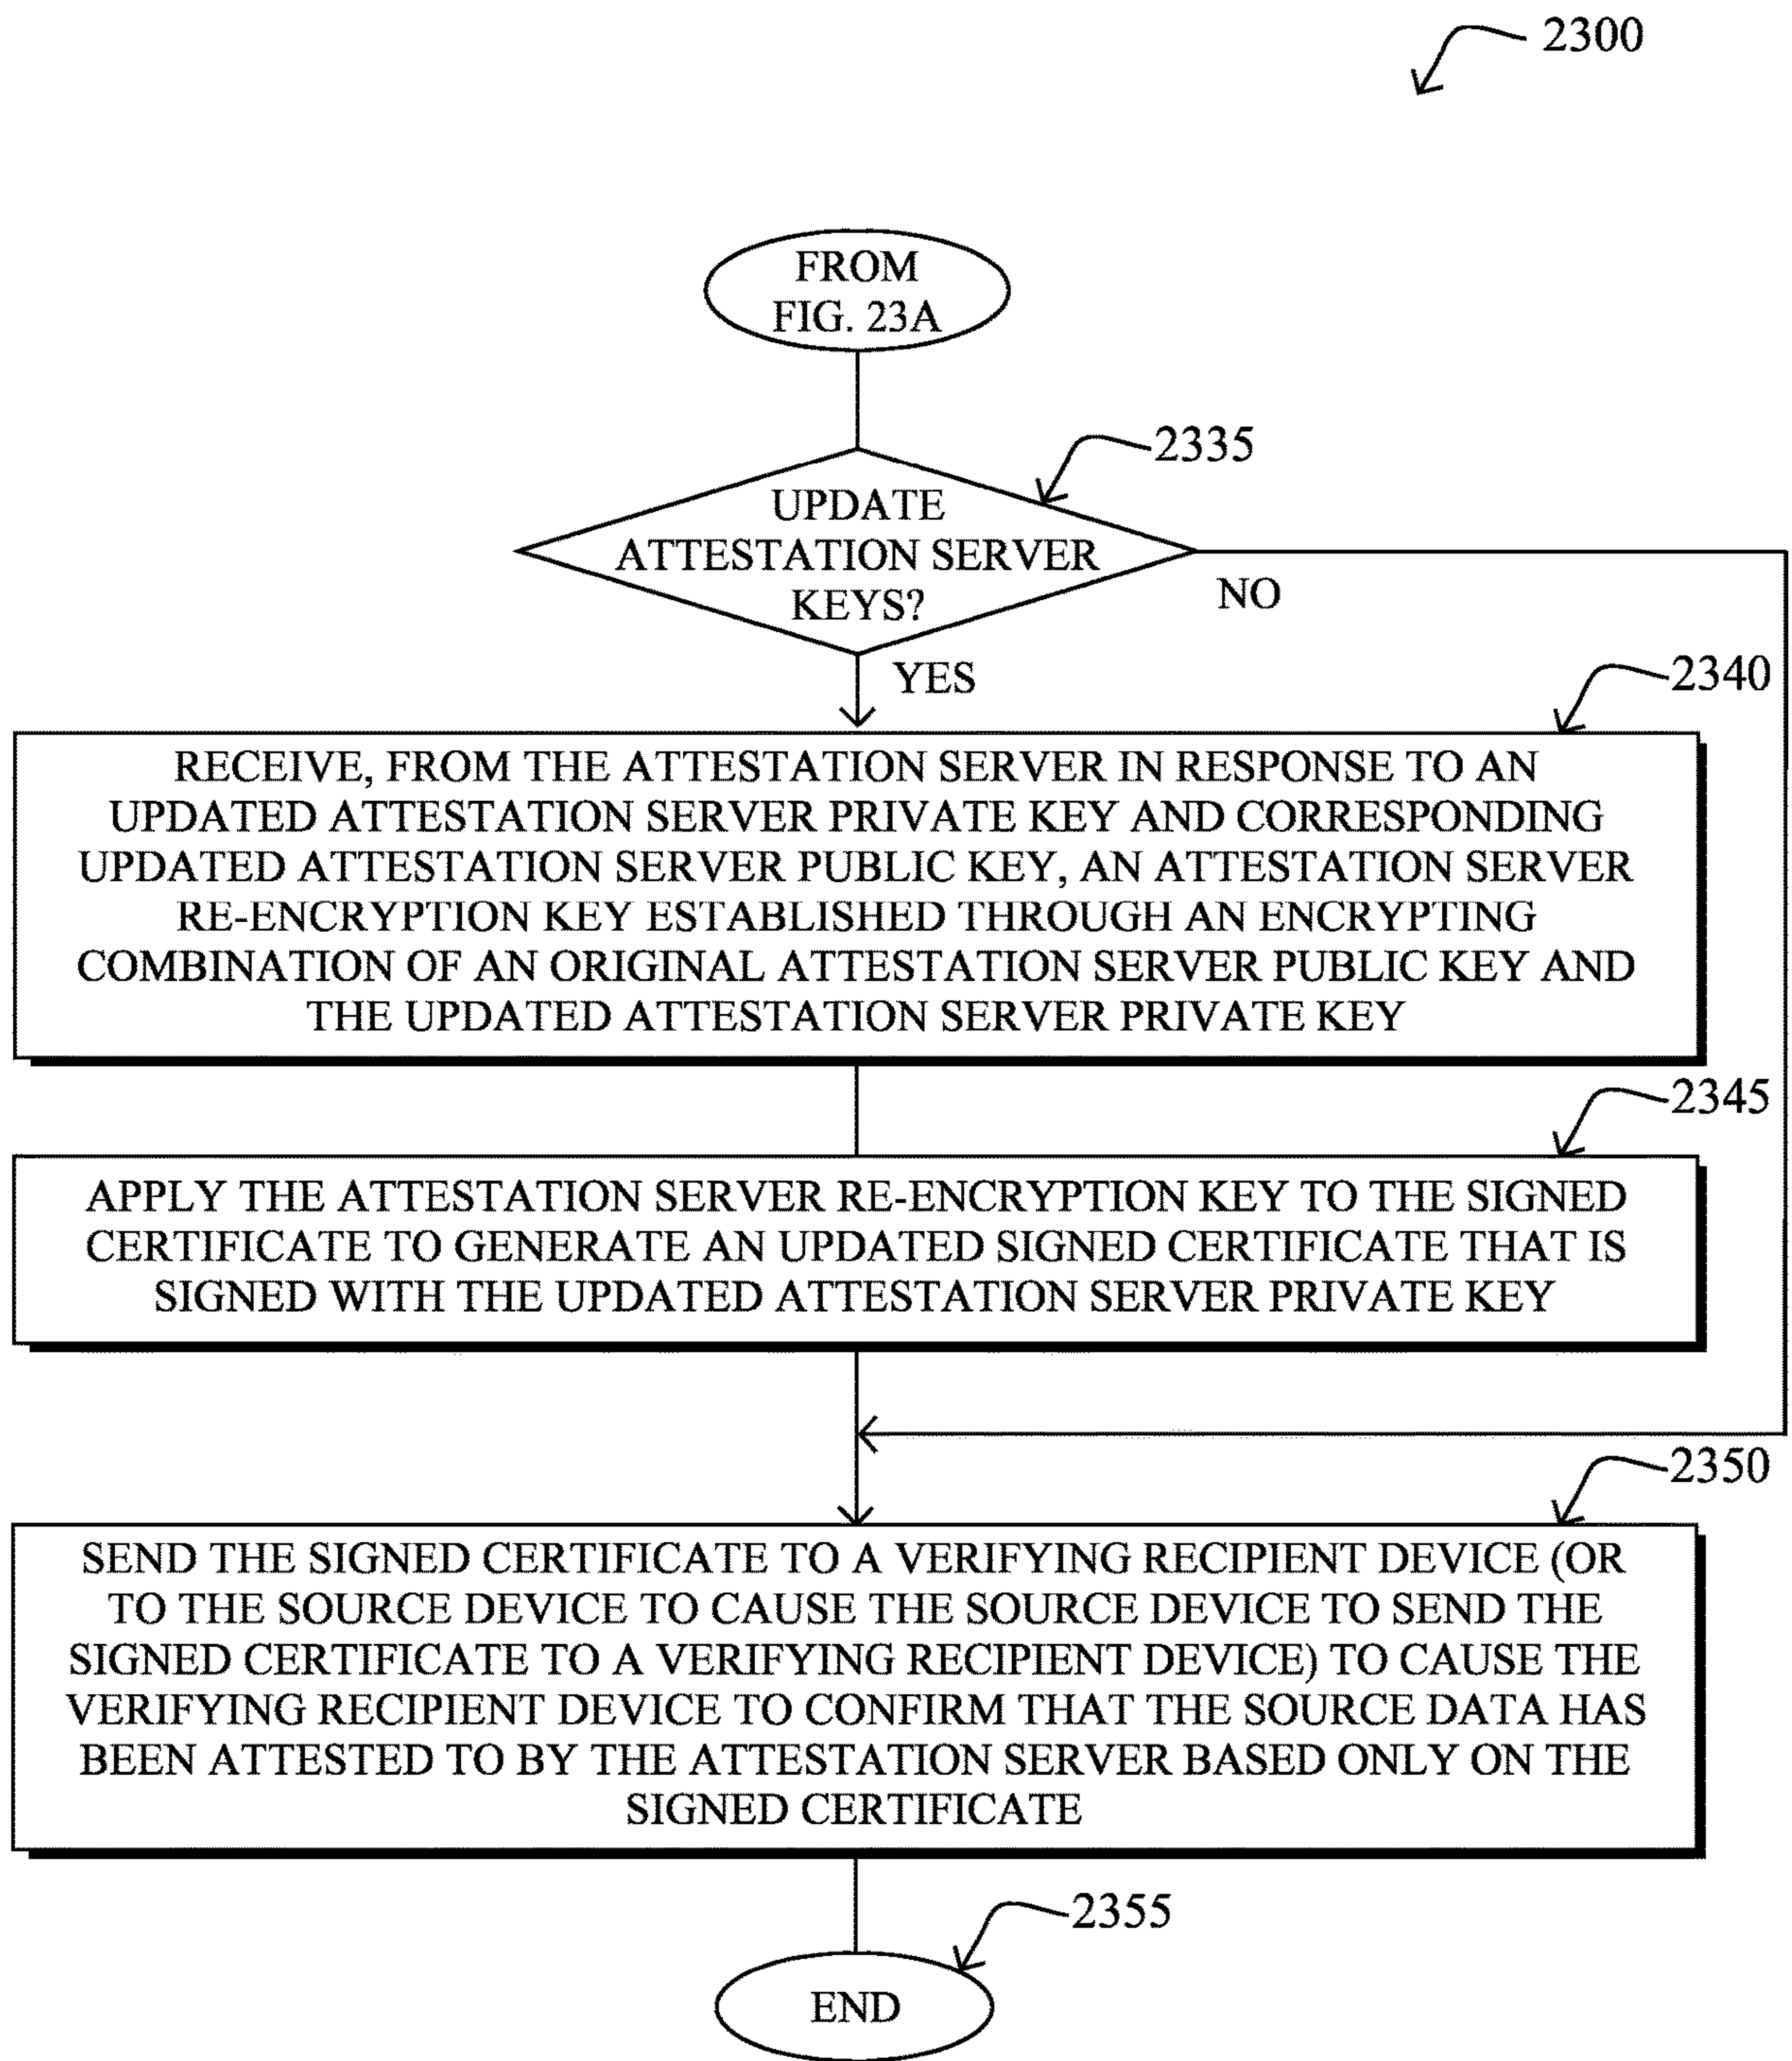 2300
FROM
FIG. 23A
2335
UPDATE
ATTESTATION SERVER
KEYS?
NO
YES
2340
RECEIVE, FROM THE ATTESTATION SERVER IN RESPONSE TO AN
UPDATED ATTESTATION SERVER PRIVATE KEY AND CORRESPONDING
UPDATED ATTESTATION SERVER PUBLIC KEY, AN ATTESTATION SERVER
RE-ENCRYPTION KEY ESTABLISHED THROUGH AN ENCRYPTING
COMBINATION OF AN ORIGINAL ATTESTATION SERVER PUBLIC KEY AND
THE UPDATED ATTESTATION SERVER PRIVATE KEY
2345
APPLY THE ATTESTATION SERVER RE-ENCRYPTION KEY TO THE SIGNED
CERTIFICATE TO GENERATE AN UPDATED SIGNED CERTIFICATE THAT IS
SIGNED WITH THE UPDATED ATTESTATION SERVER PRIVATE KEY
2350
SEND THE SIGNED CERTIFICATE TO A VERIFYING RECIPIENT DEVICE (OR
TO THE SOURCE DEVICE TO CAUSE THE SOURCE DEVICE TO SEND THE
SIGNED CERTIFICATE TO A VERIFYING RECIPIENT DEVICE) TO CAUSE THE
VERIFYING RECIPIENT DEVICE TO CONFIRM THAT THE SOURCE DATA HAS
BEEN ATTESTED TO BY THE ATTESTATION SERVER BASED ONLY ON THE
SIGNED CERTIFICATE
2355
END